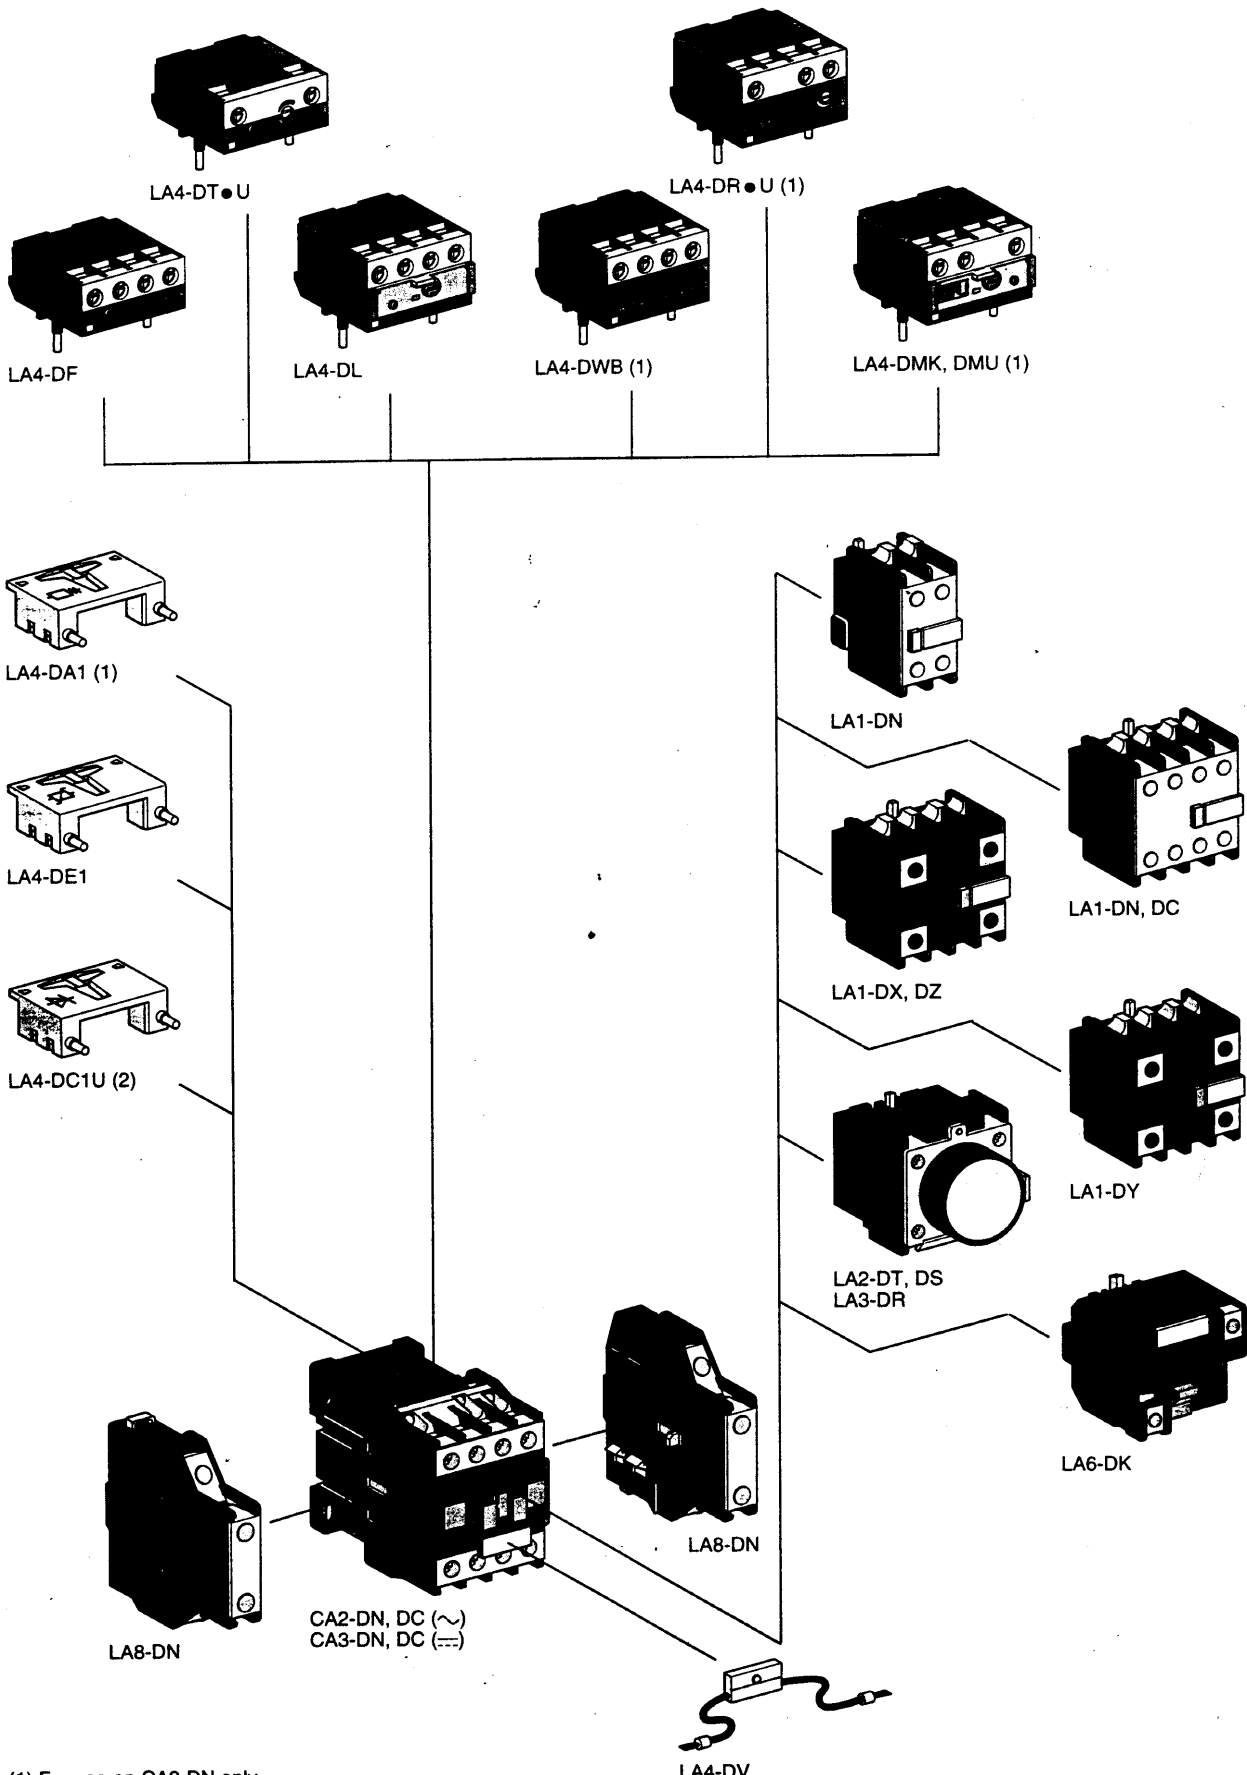 LA4-DT●U
LA4-DR●U (1)
LA4-DF
LA4-DL
LA4-DWB (1)
LA4-DMK, DMU (1)
LA4-DA1 (1)
LA1-DN
LA4-DE1
LA1-DN, DC
LA1-DX, DZ
LA4-DC1U (2)
LA1-DY
LA2-DT, DS
LA3-DR
LA6-DK
LA8-DN
CA2-DN, DC (~)
CA3-DN, DC (⎓)
LA8-DN
LA4-DV
only